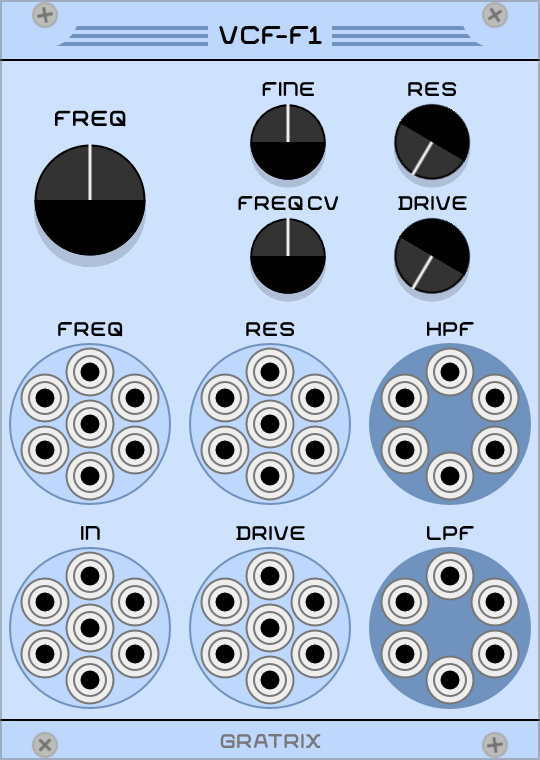 VCF-F1
FINE
RES
FREQ
FREQ CV
DRIVE
FREQ
RES
HPF
IN
DRIVE
LPF
GRATRIX